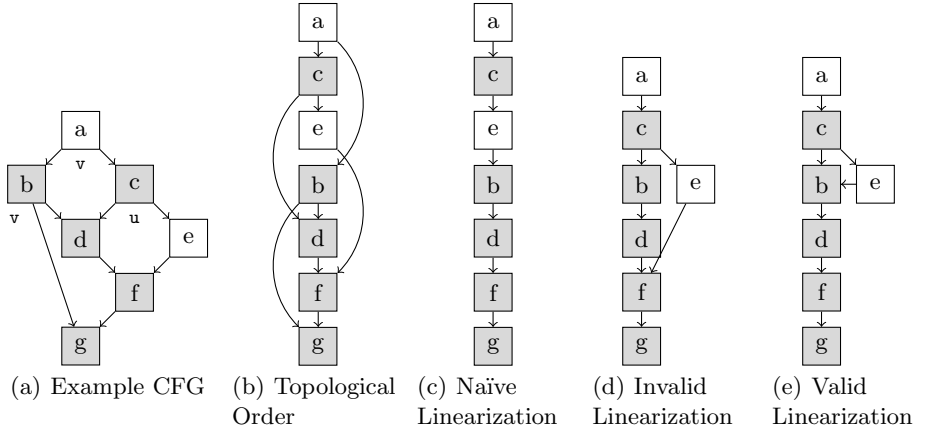 a
b
c
d
e
f
g
v
v
u
(a) Example CFG
a
c
e
b
d
f
g
(b) Topological
Order
a
c
e
b
d
f
g
(c) Naïve
Linearization
a
c
b
e
d
f
g
(d) Invalid
Linearization
a
c
b
e
d
f
g
(e) Valid
Linearization